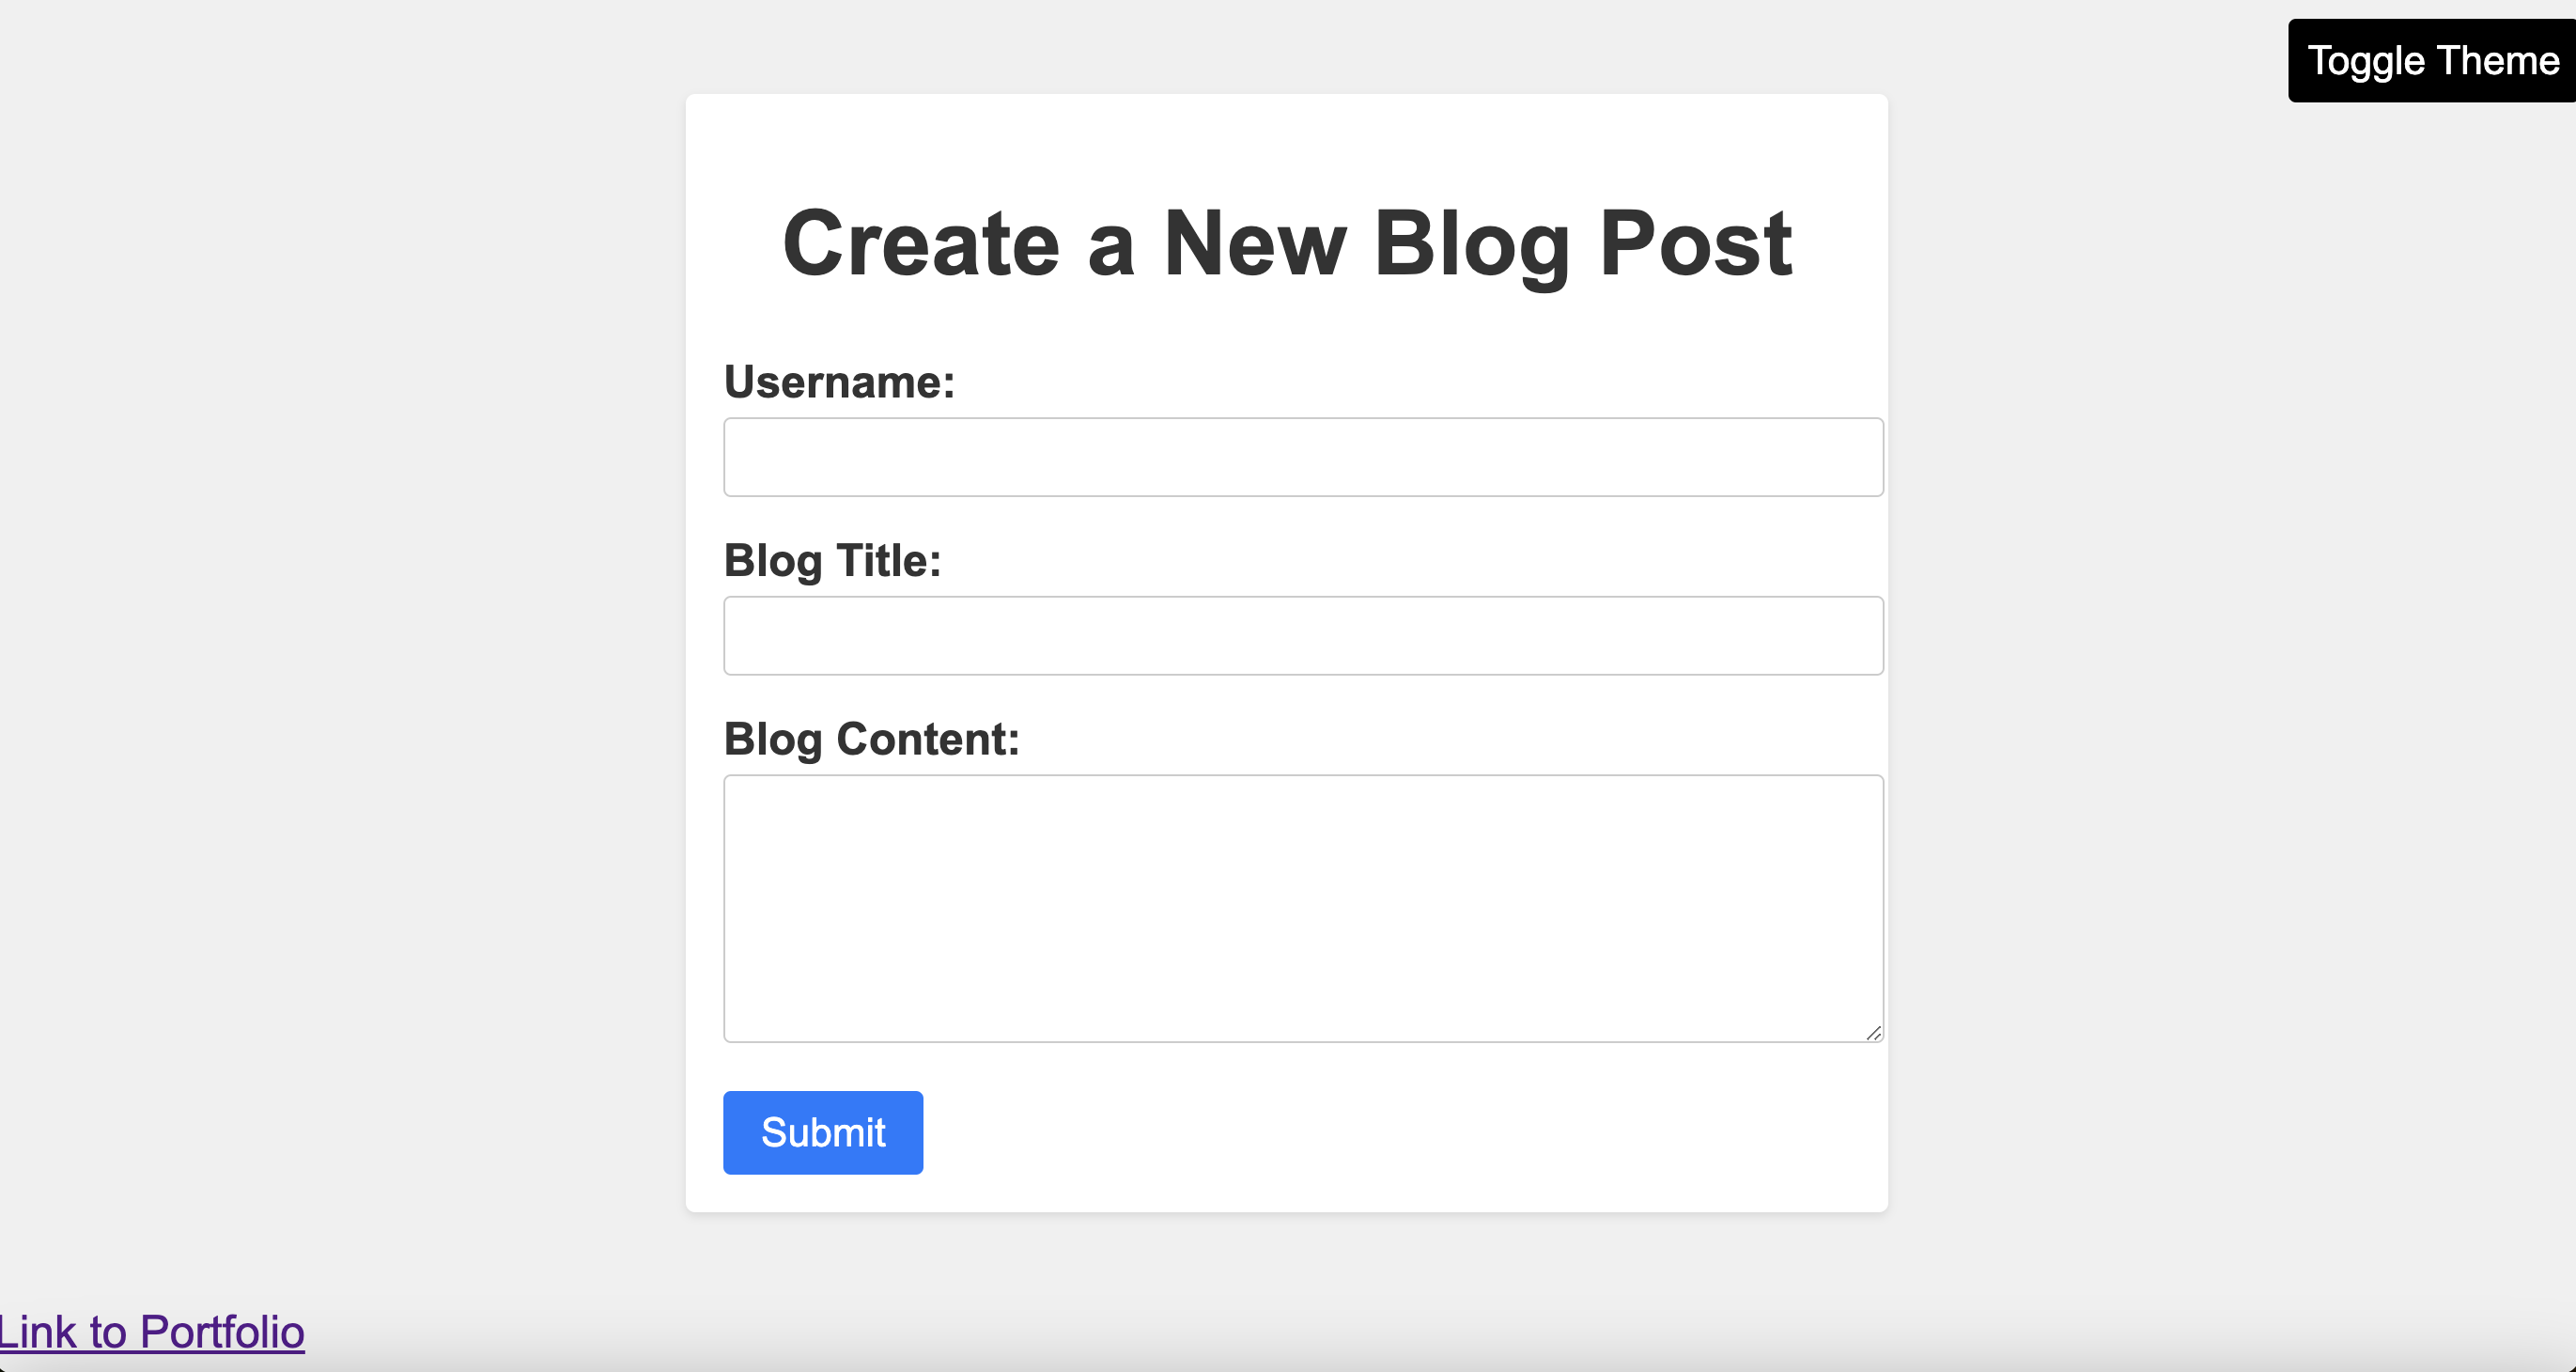 Toggle Theme
Create a New Blog Post
Username:
Blog Title:
Blog Content:
Submit
Link to Portfolio